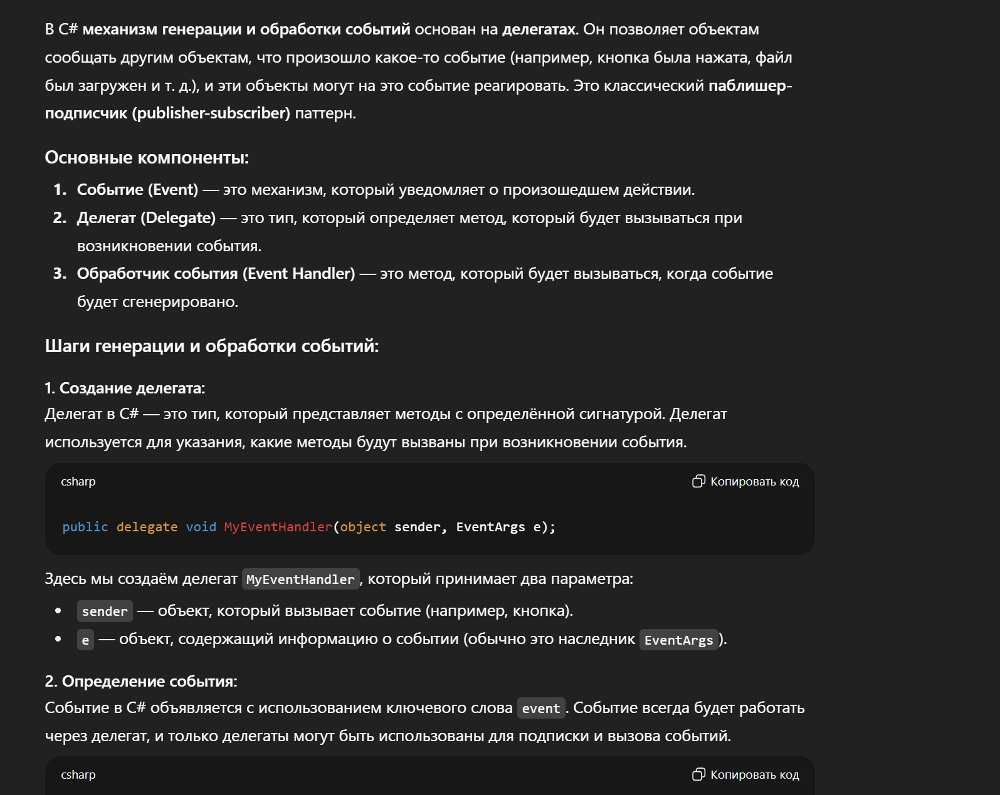 В C# механизм генерации и обработки событий основан на делегатах. Он позволяет объектам
сообщать другим объектам, что произошло какое-то событие (например, кнопка была нажата, файл
был загружен и т. д.), и эти объекты могут на это событие реагировать. Это классический паблишер-
подписчик (publisher-subscriber) паттерн.
Основные компоненты:
1. Событие (Event) — это механизм, который уведомляет о произошедшем действии.
2. Делегат (Delegate) — это тип, который определяет метод, который будет вызываться при
возникновении события.
3. Обработчик события (Event Handler) — это метод, который будет вызываться, когда событие
будет сгенерировано.
Шаги генерации и обработки событий:
1. Создание делегата:
Делегат в C# — это тип, который представляет методы с определённой сигнатурой. Делегат
используется для указания, какие методы будут вызваны при возникновении события.
csharp Копировать код
public delegate void MyEventHandler(object sender, EventArgs e);
Здесь мы создаём делегат MyEventHandler, который принимает два параметра:
• sender — объект, который вызывает событие (например, кнопка).
• e — объект, содержащий информацию о событии (обычно это наследник EventArgs).
2. Определение события:
Событие в C# объявляется с использованием ключевого слова event. Событие всегда будет работать
через делегат, и только делегаты могут быть использованы для подписки и вызова событий.
csharp Копировать код